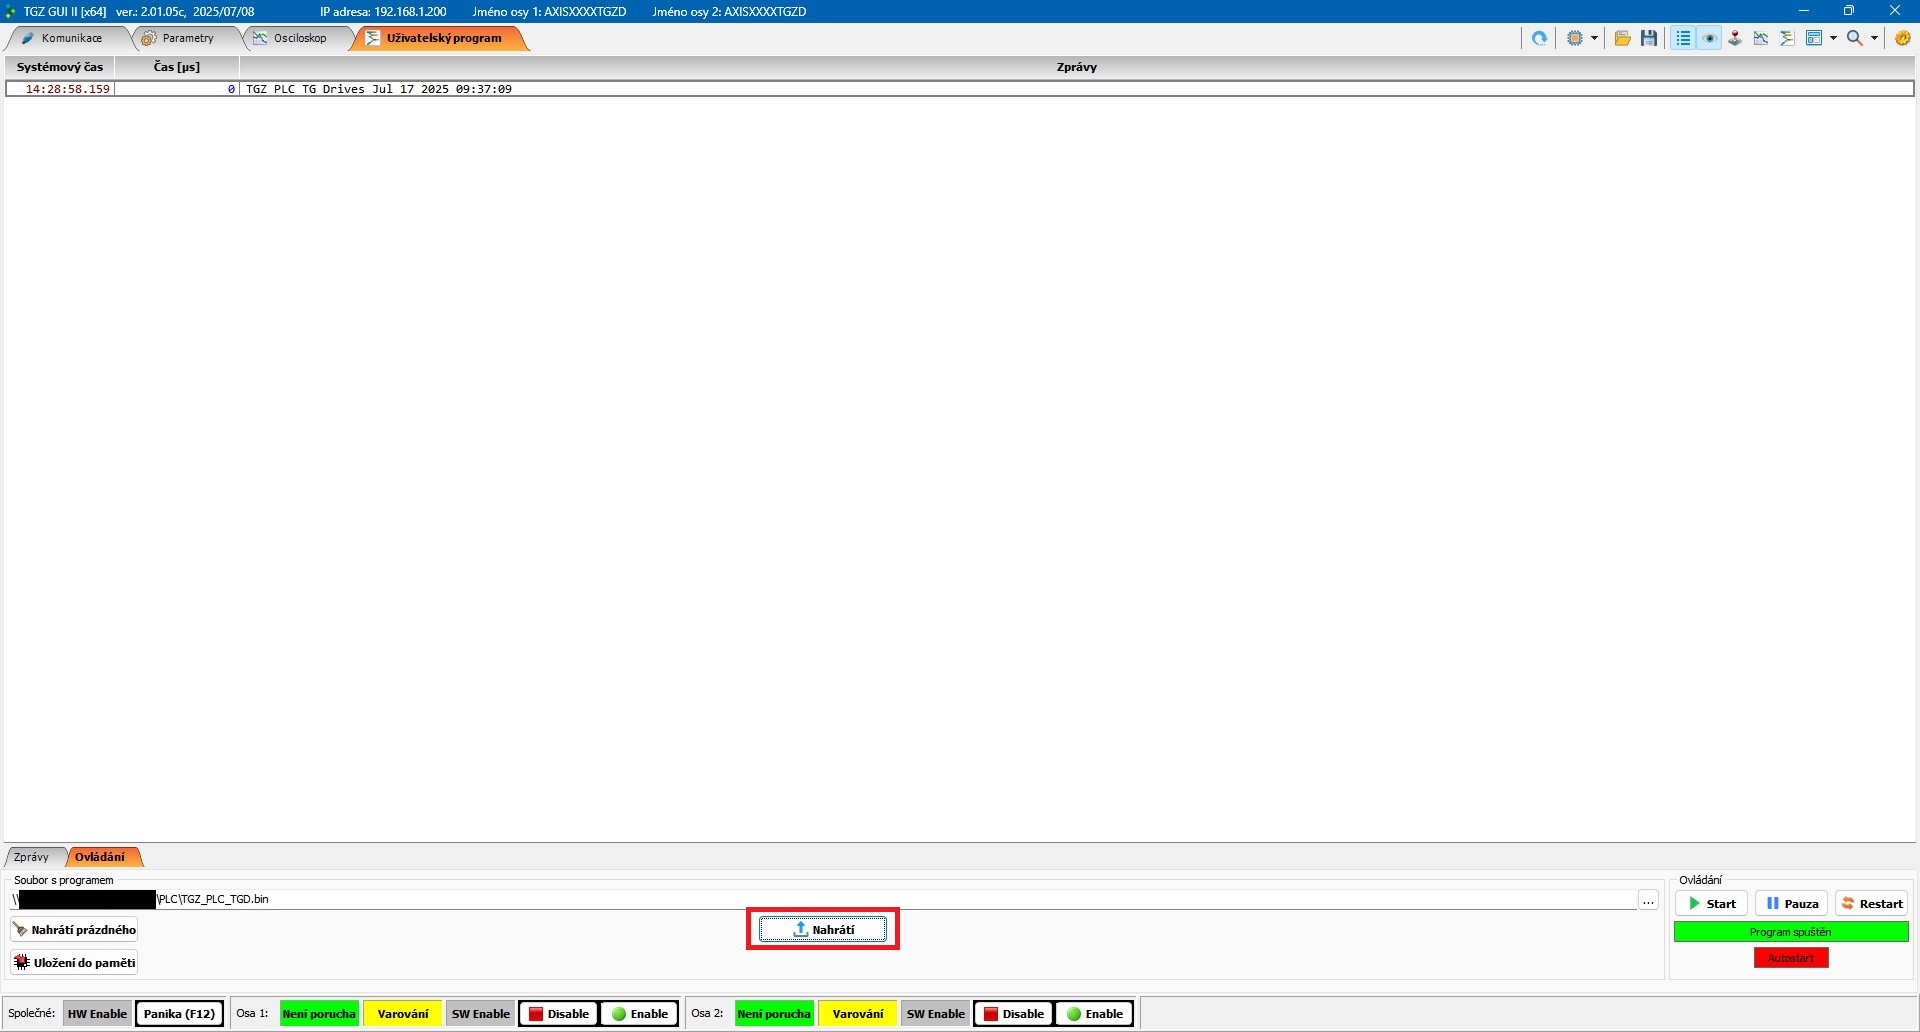 TGZ GUI II [x64] ver.: 2.01.05c, 2025/07/08 IP adresa: 192.168.1.200 Jméno osy 1: AXISXXXXTGZD Jméno osy 2: AXISXXXXTGZD
Komunikace Parametry Osciloskop Uživatelský program
Systémový čas Čas [µs] Zprávy
14:28:58.159 0 TGZ PLC TG Drives Jul 17 2025 09:37:09
Zprávy Ovládání
Soubor s programem Ovládání
\\ \PLC\TGZ_PLC_TGD.bin ...
Start Pauza Restart
Nahrátí prázdného Nahrátí
Program spuštěn
Autostart
Uložení do paměti
Společné: HW Enable Panika (F12) Osa 1: Není porucha Varování SW Enable Disable Enable Osa 2: Není porucha Varování SW Enable Disable Enable